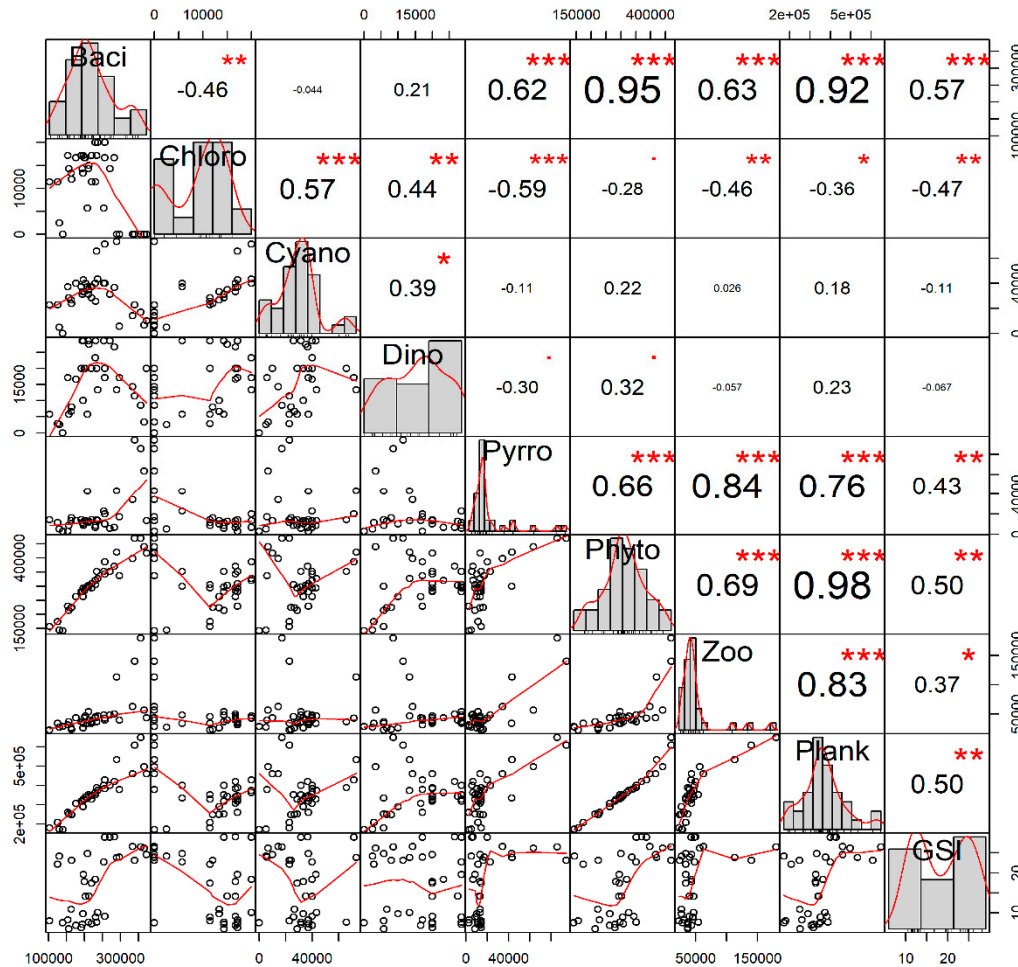 0 10000 0 15000 150000 400000 2e+05 5e+05
Baci ** *** *** *** *** ***
-0.46 -0.044 0.21 0.62 0.95 0.63 0.92 0.57
100000 300000
Chloro *** ** *** . ** * **
0.57 0.44 -0.59 -0.28 -0.46 -0.36 -0.47
0 10000
Cyano *
0.39 -0.11 0.22 0.026 0.18 -0.11
0 40000
Dino . .
-0.30 0.32 -0.057 0.23 -0.067
0 15000
Pyrro *** *** *** **
0.66 0.84 0.76 0.43
0 40000
Phyto *** *** **
0.69 0.98 0.50
150000 400000
Zoo *** *
0.83 0.37
50000 150000
Plank **
0.50
2e+05 5e+05
GSI
10 20
100000 300000 0 40000 0 40000 50000 150000 10 20